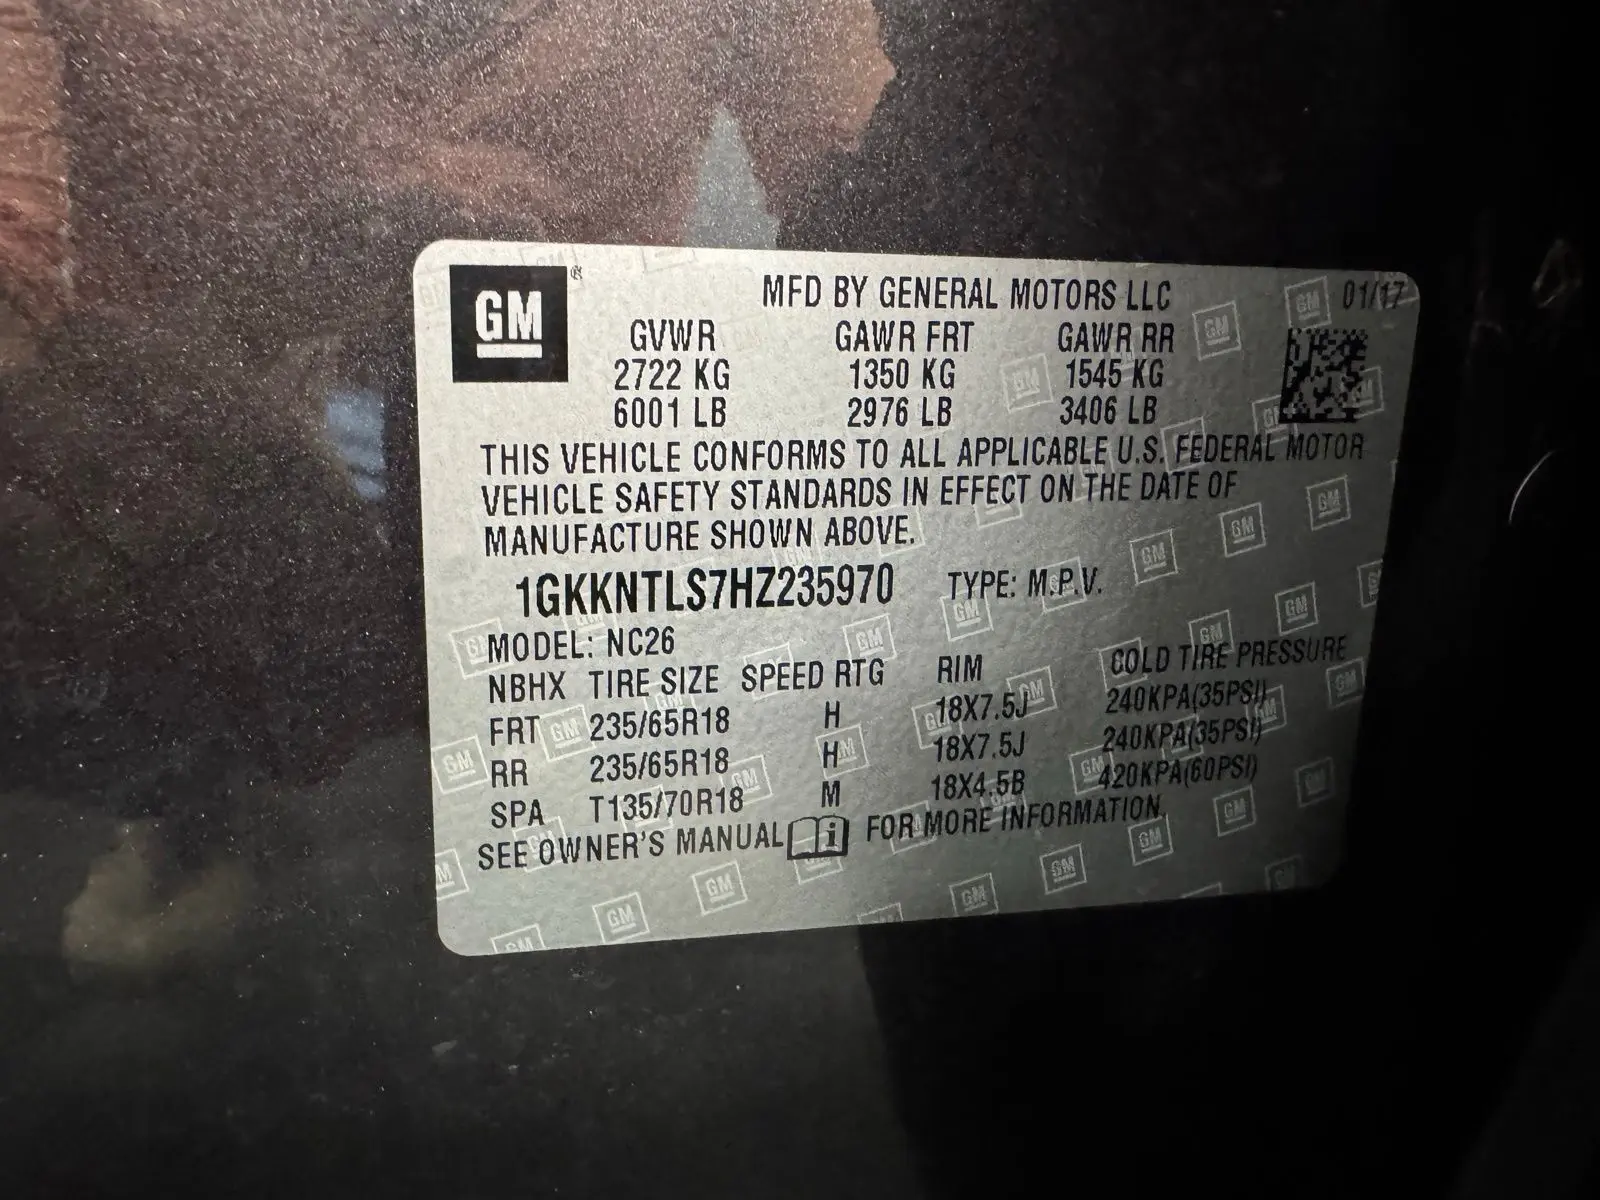 GM
MFD BY GENERAL MOTORS LLC 01/17
GVWR GAWR FRT GAWR RR
2722 KG 1350 KG 1545 KG
6001 LB 2976 LB 3406 LB
THIS VEHICLE CONFORMS TO ALL APPLICABLE U.S. FEDERAL MOTOR
VEHICLE SAFETY STANDARDS IN EFFECT ON THE DATE OF
MANUFACTURE SHOWN ABOVE.
1GKKNTLS7HZ235970 TYPE: M.P.V.
MODEL: NC26
NBHX TIRE SIZE SPEED RTG RIM COLD TIRE PRESSURE
FRT 235/65R18 H 18X7.5J 240KPA(35PSI)
RR 235/65R18 H 18X7.5J 240KPA(35PSI)
SPA T135/70R18 M 18X4.5B 420KPA(60PSI)
SEE OWNER'S MANUAL i FOR MORE INFORMATION.